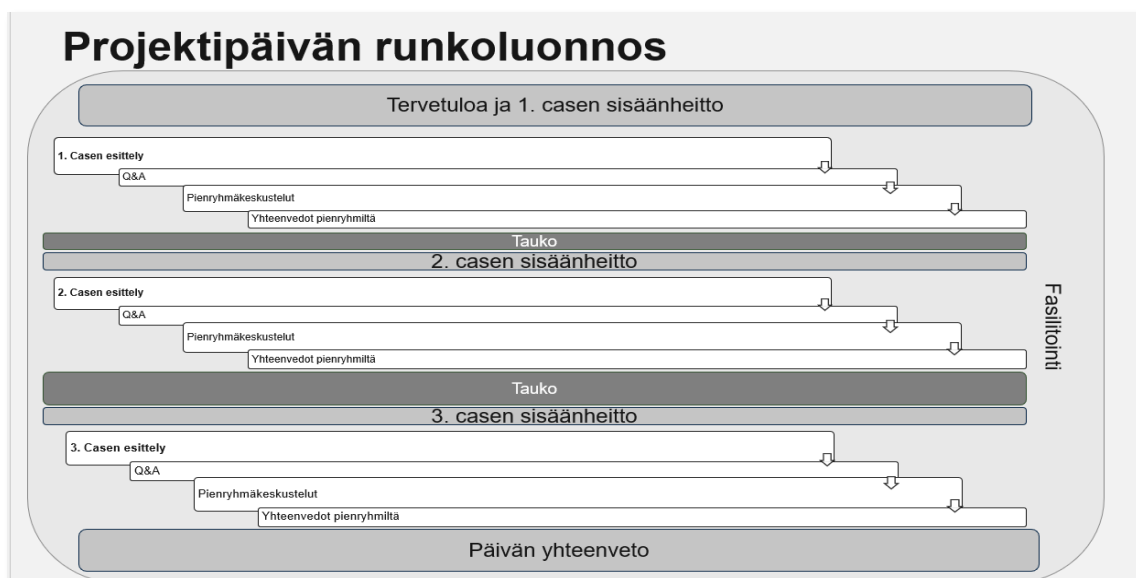 Projektipäivän runkoluonnos
Tervetuloa ja 1. casen sisäänheitto
1. Casen esittely
Q&A
Pienryhmäkeskustelut
Yhteenvedot pienryhmiltä
Tauko
2. casen sisäänheitto
2. Casen esittely
Q&A
Pienryhmäkeskustelut
Yhteenvedot pienryhmiltä
Tauko
3. casen sisäänheitto
3. Casen esittely
Q&A
Pienryhmäkeskustelut
Yhteenvedot pienryhmiltä
Päivän yhteenveto
Fasilitointi